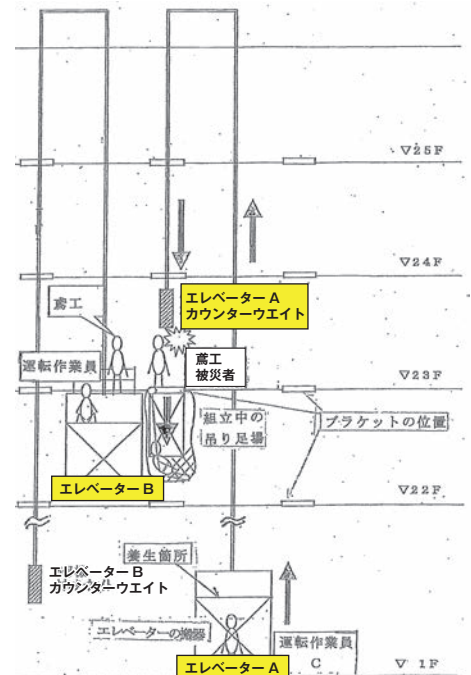 ▽25F
▽24F
エレベーターA
カウンターウエイト
鳶工
鳶工
被災者
運転作業員
▽23F
組立中の
吊り足場
ブラケットの位置
エレベーターB
▽22F
養生箇所
エレベーターB
カウンターウエイト
エレベーターの搬器
運転作業員
C
エレベーターA
▽1F